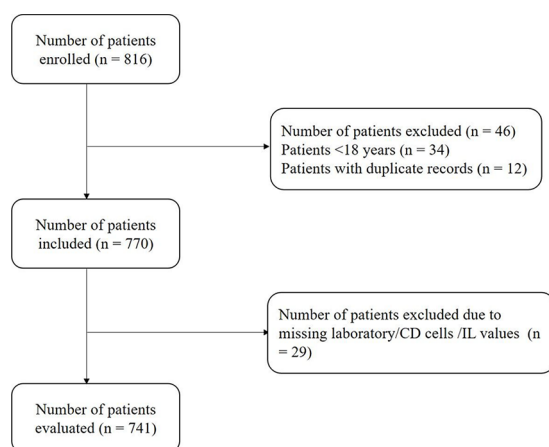 Number of patients
enrolled (n = 816)
Number of patients excluded (n = 46)
Patients <18 years (n = 34)
Patients with duplicate records (n = 12)
Number of patients
included (n = 770)
Number of patients excluded due to
missing laboratory/CD cells /IL values (n
= 29)
Number of patients
evaluated (n = 741)